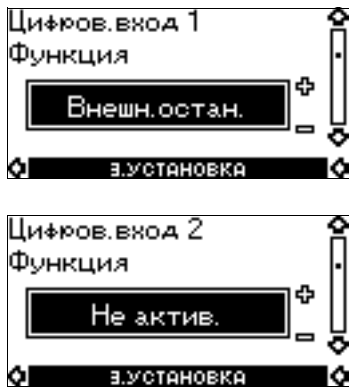 Цифров.вход 1
Функция
Внешн.остан.
3.УСТАНОВКА
Цифров.вход 2
Функция
Не актив.
3.УСТАНОВКА